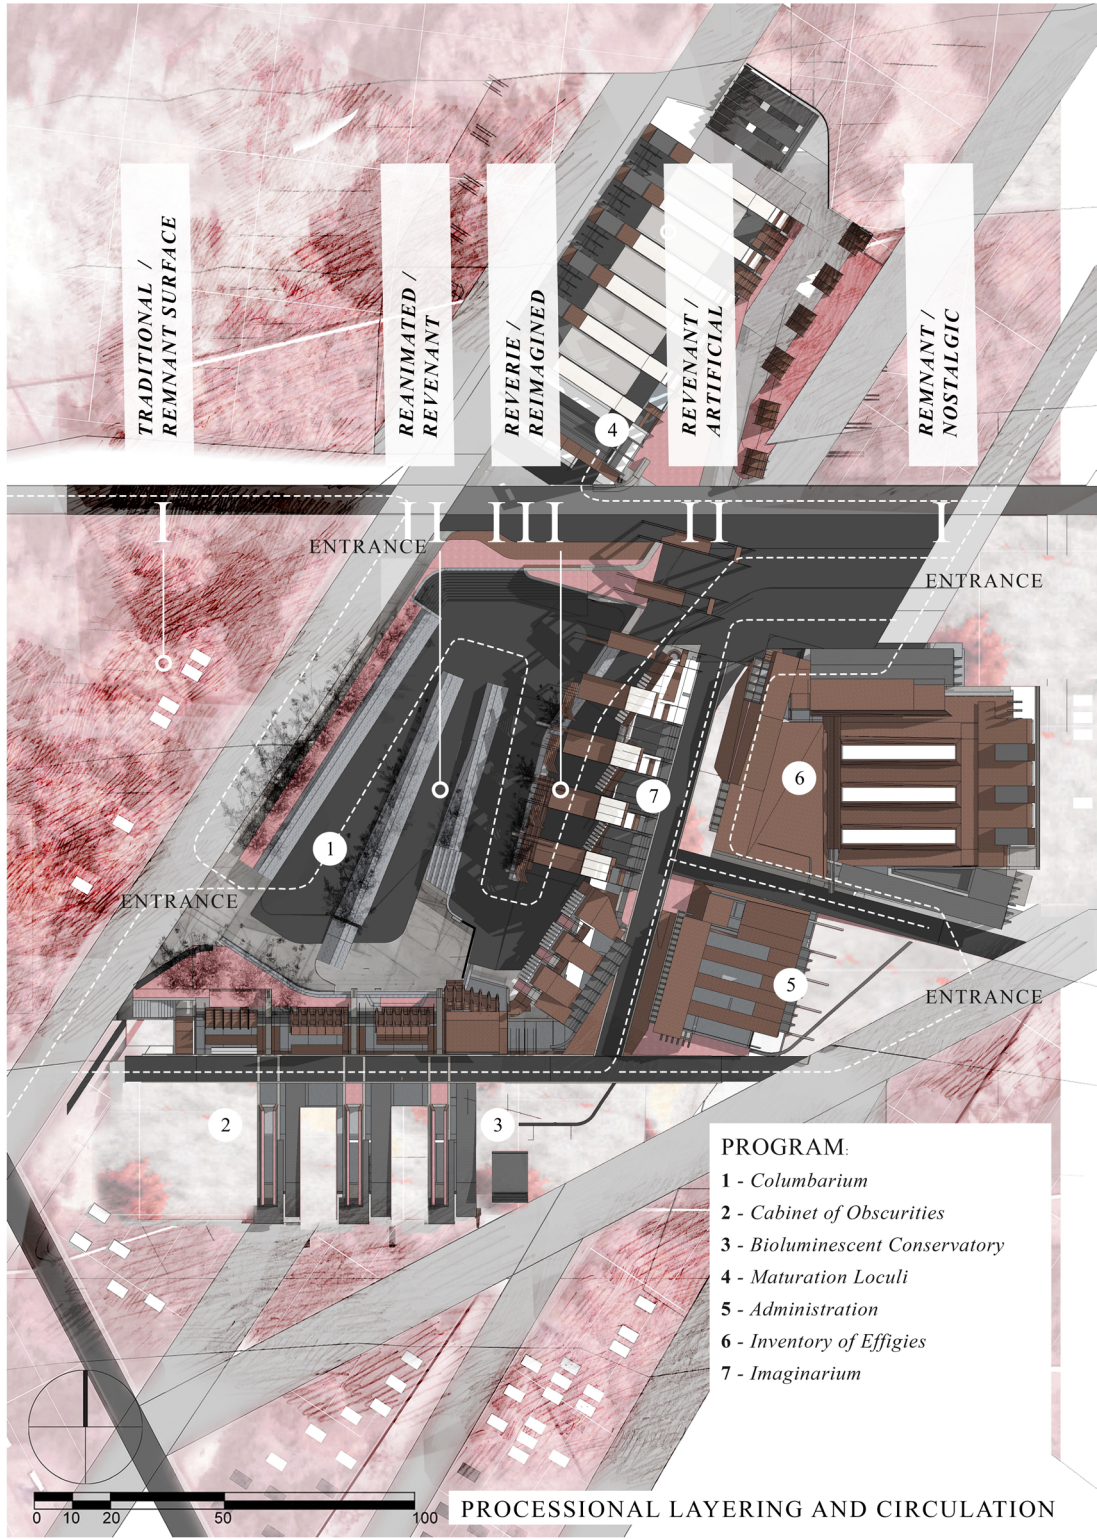 TRADITIONAL /
REMNANT SURFACE
REANIMATED /
REVENANT
REVERIE /
REIMAGINED
REVENANT /
ARTIFICIAL
REMNANT /
NOSTALGIC
4
I
II
III
II
I
ENTRANCE
ENTRANCE
6
7
1
ENTRANCE
5
ENTRANCE
2
3
PROGRAM:
1 - Columbarium
2 - Cabinet of Obscurities
3 - Bioluminescent Conservatory
4 - Maturation Loculi
5 - Administration
6 - Inventory of Effigies
7 - Imaginarium
0 10 20 50 100
PROCESSIONAL LAYERING AND CIRCULATION